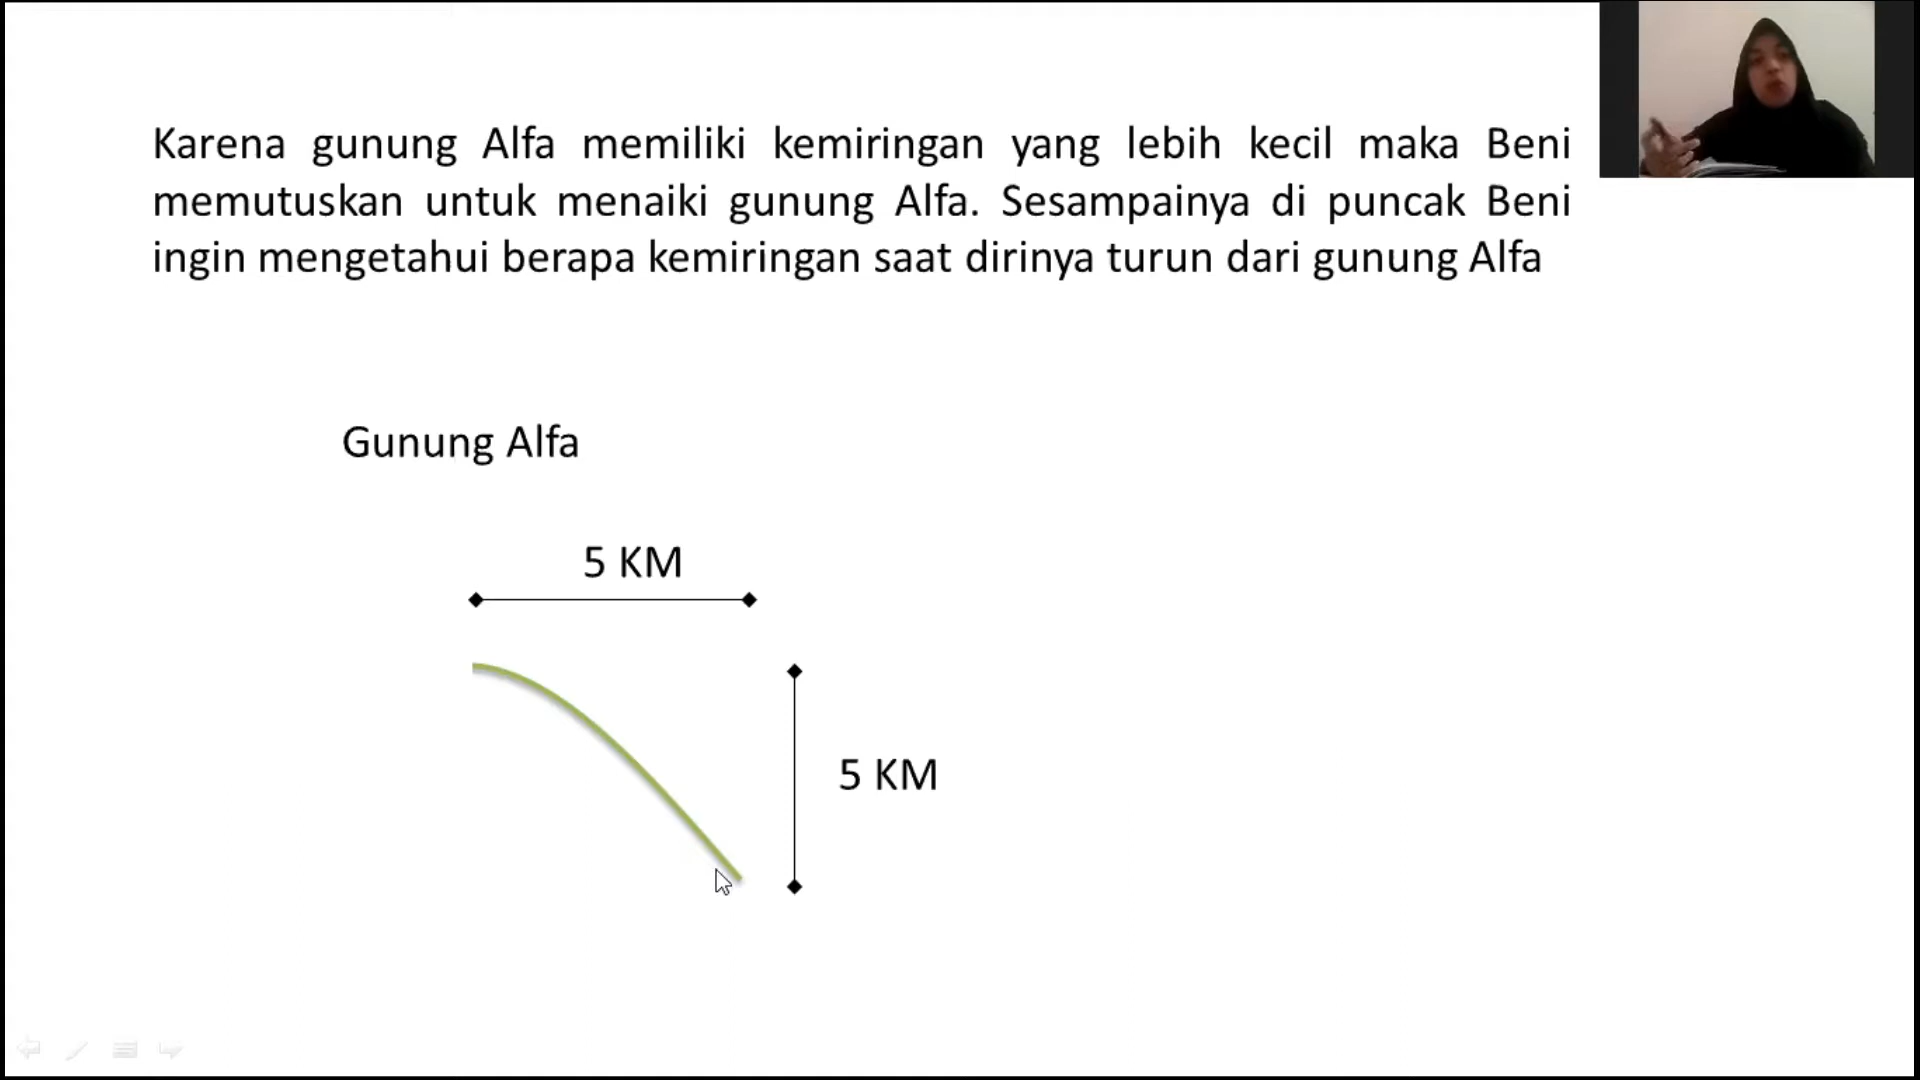 Karena gunung Alfa memiliki kemiringan yang lebih kecil maka Beni
memutuskan untuk menaiki gunung Alfa. Sesampainya di puncak Beni
ingin mengetahui berapa kemiringan saat dirinya turun dari gunung Alfa
Gunung Alfa
5 KM
5 KM